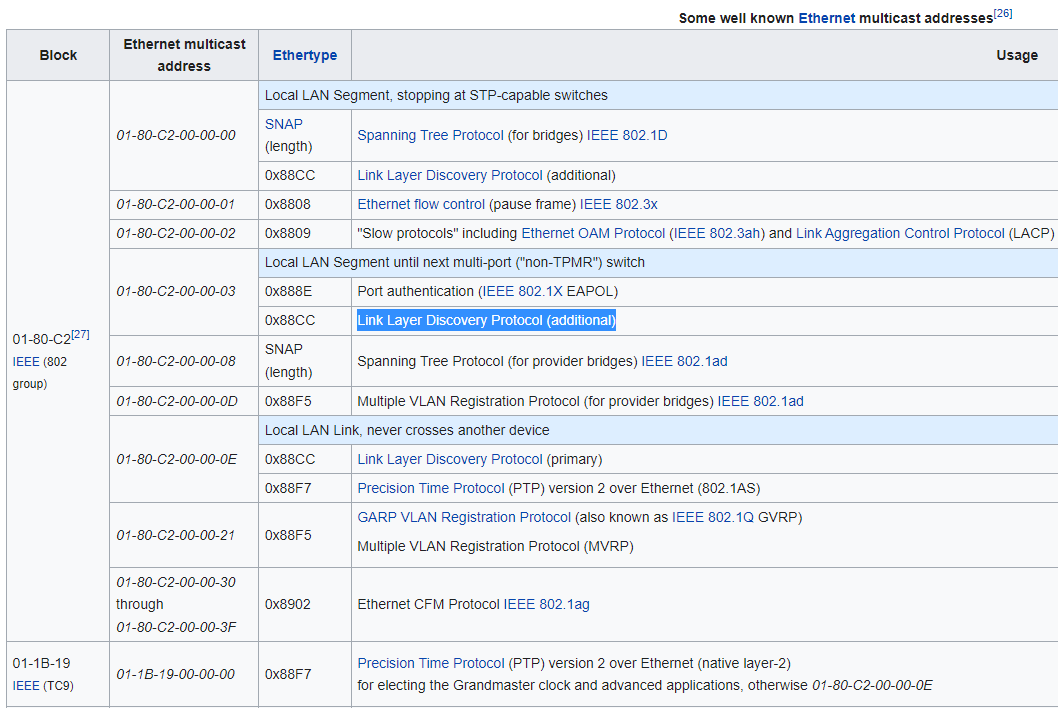 Some well known Ethernet multicast addresses[26]
Block
Ethernet multicast
address
Ethertype
Usage
01-80-C2[27]
IEEE (802
group)
01-80-C2-00-00-00
Local LAN Segment, stopping at STP-capable switches
SNAP
(length)
Spanning Tree Protocol (for bridges) IEEE 802.1D
0x88CC
Link Layer Discovery Protocol (additional)
01-80-C2-00-00-01
0x8808
Ethernet flow control (pause frame) IEEE 802.3x
01-80-C2-00-00-02
0x8809
"Slow protocols" including Ethernet OAM Protocol (IEEE 802.3ah) and Link Aggregation Control Protocol (LACP)
01-80-C2-00-00-03
Local LAN Segment until next multi-port ("non-TPMR") switch
0x888E
Port authentication (IEEE 802.1X EAPOL)
0x88CC
Link Layer Discovery Protocol (additional)
01-80-C2-00-00-08
SNAP
(length)
Spanning Tree Protocol (for provider bridges) IEEE 802.1ad
01-80-C2-00-00-0D
0x88F5
Multiple VLAN Registration Protocol (for provider bridges) IEEE 802.1ad
01-80-C2-00-00-0E
Local LAN Link, never crosses another device
0x88CC
Link Layer Discovery Protocol (primary)
0x88F7
Precision Time Protocol (PTP) version 2 over Ethernet (802.1AS)
01-80-C2-00-00-21
0x88F5
GARP VLAN Registration Protocol (also known as IEEE 802.1Q GVRP)
Multiple VLAN Registration Protocol (MVRP)
01-80-C2-00-00-30
through
01-80-C2-00-00-3F
0x8902
Ethernet CFM Protocol IEEE 802.1ag
01-1B-19
IEEE (TC9)
01-1B-19-00-00-00
0x88F7
Precision Time Protocol (PTP) version 2 over Ethernet (native layer-2)
for electing the Grandmaster clock and advanced applications, otherwise 01-80-C2-00-00-0E